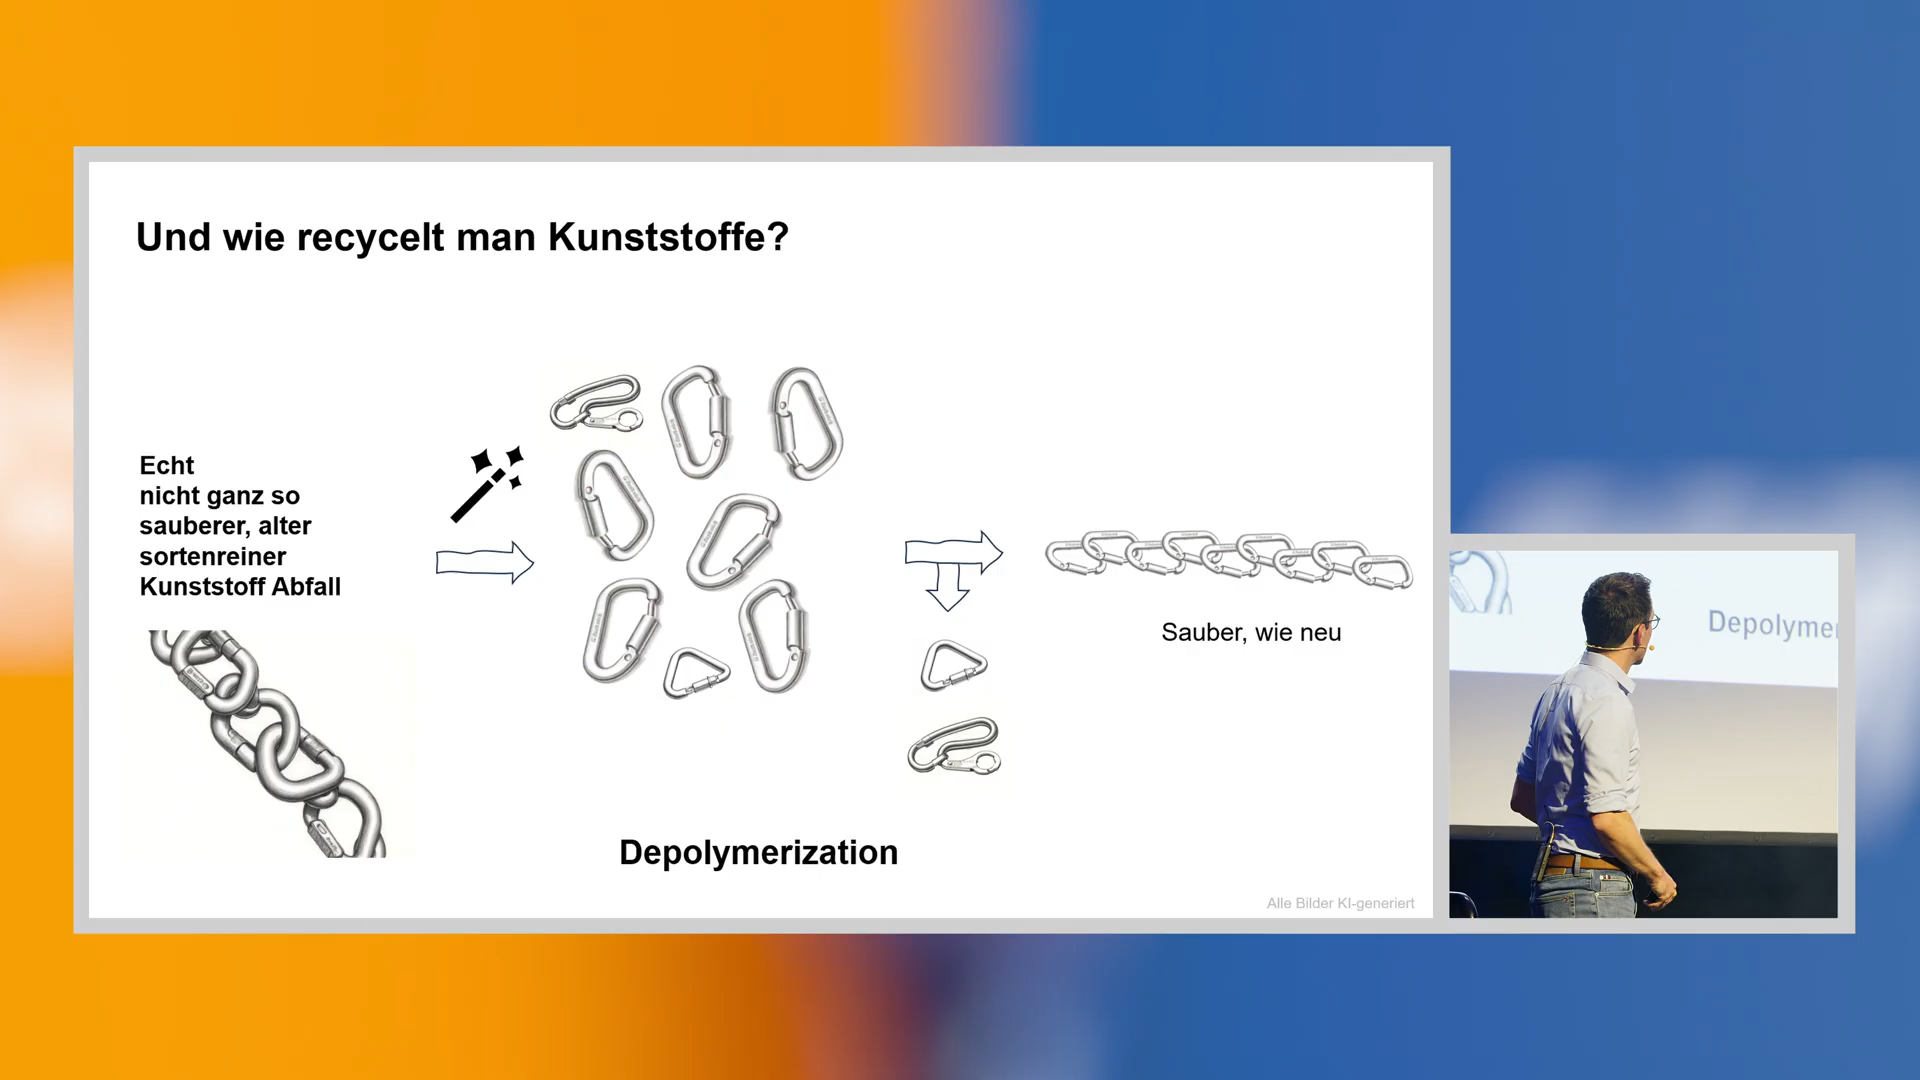 Und wie recycelt man Kunststoffe?
Echt
nicht ganz so
sauberer, alter
sortenreiner
Kunststoff Abfall
Sauber, wie neu
Depolymerization
Alle Bilder KI-generiert
Depolymer